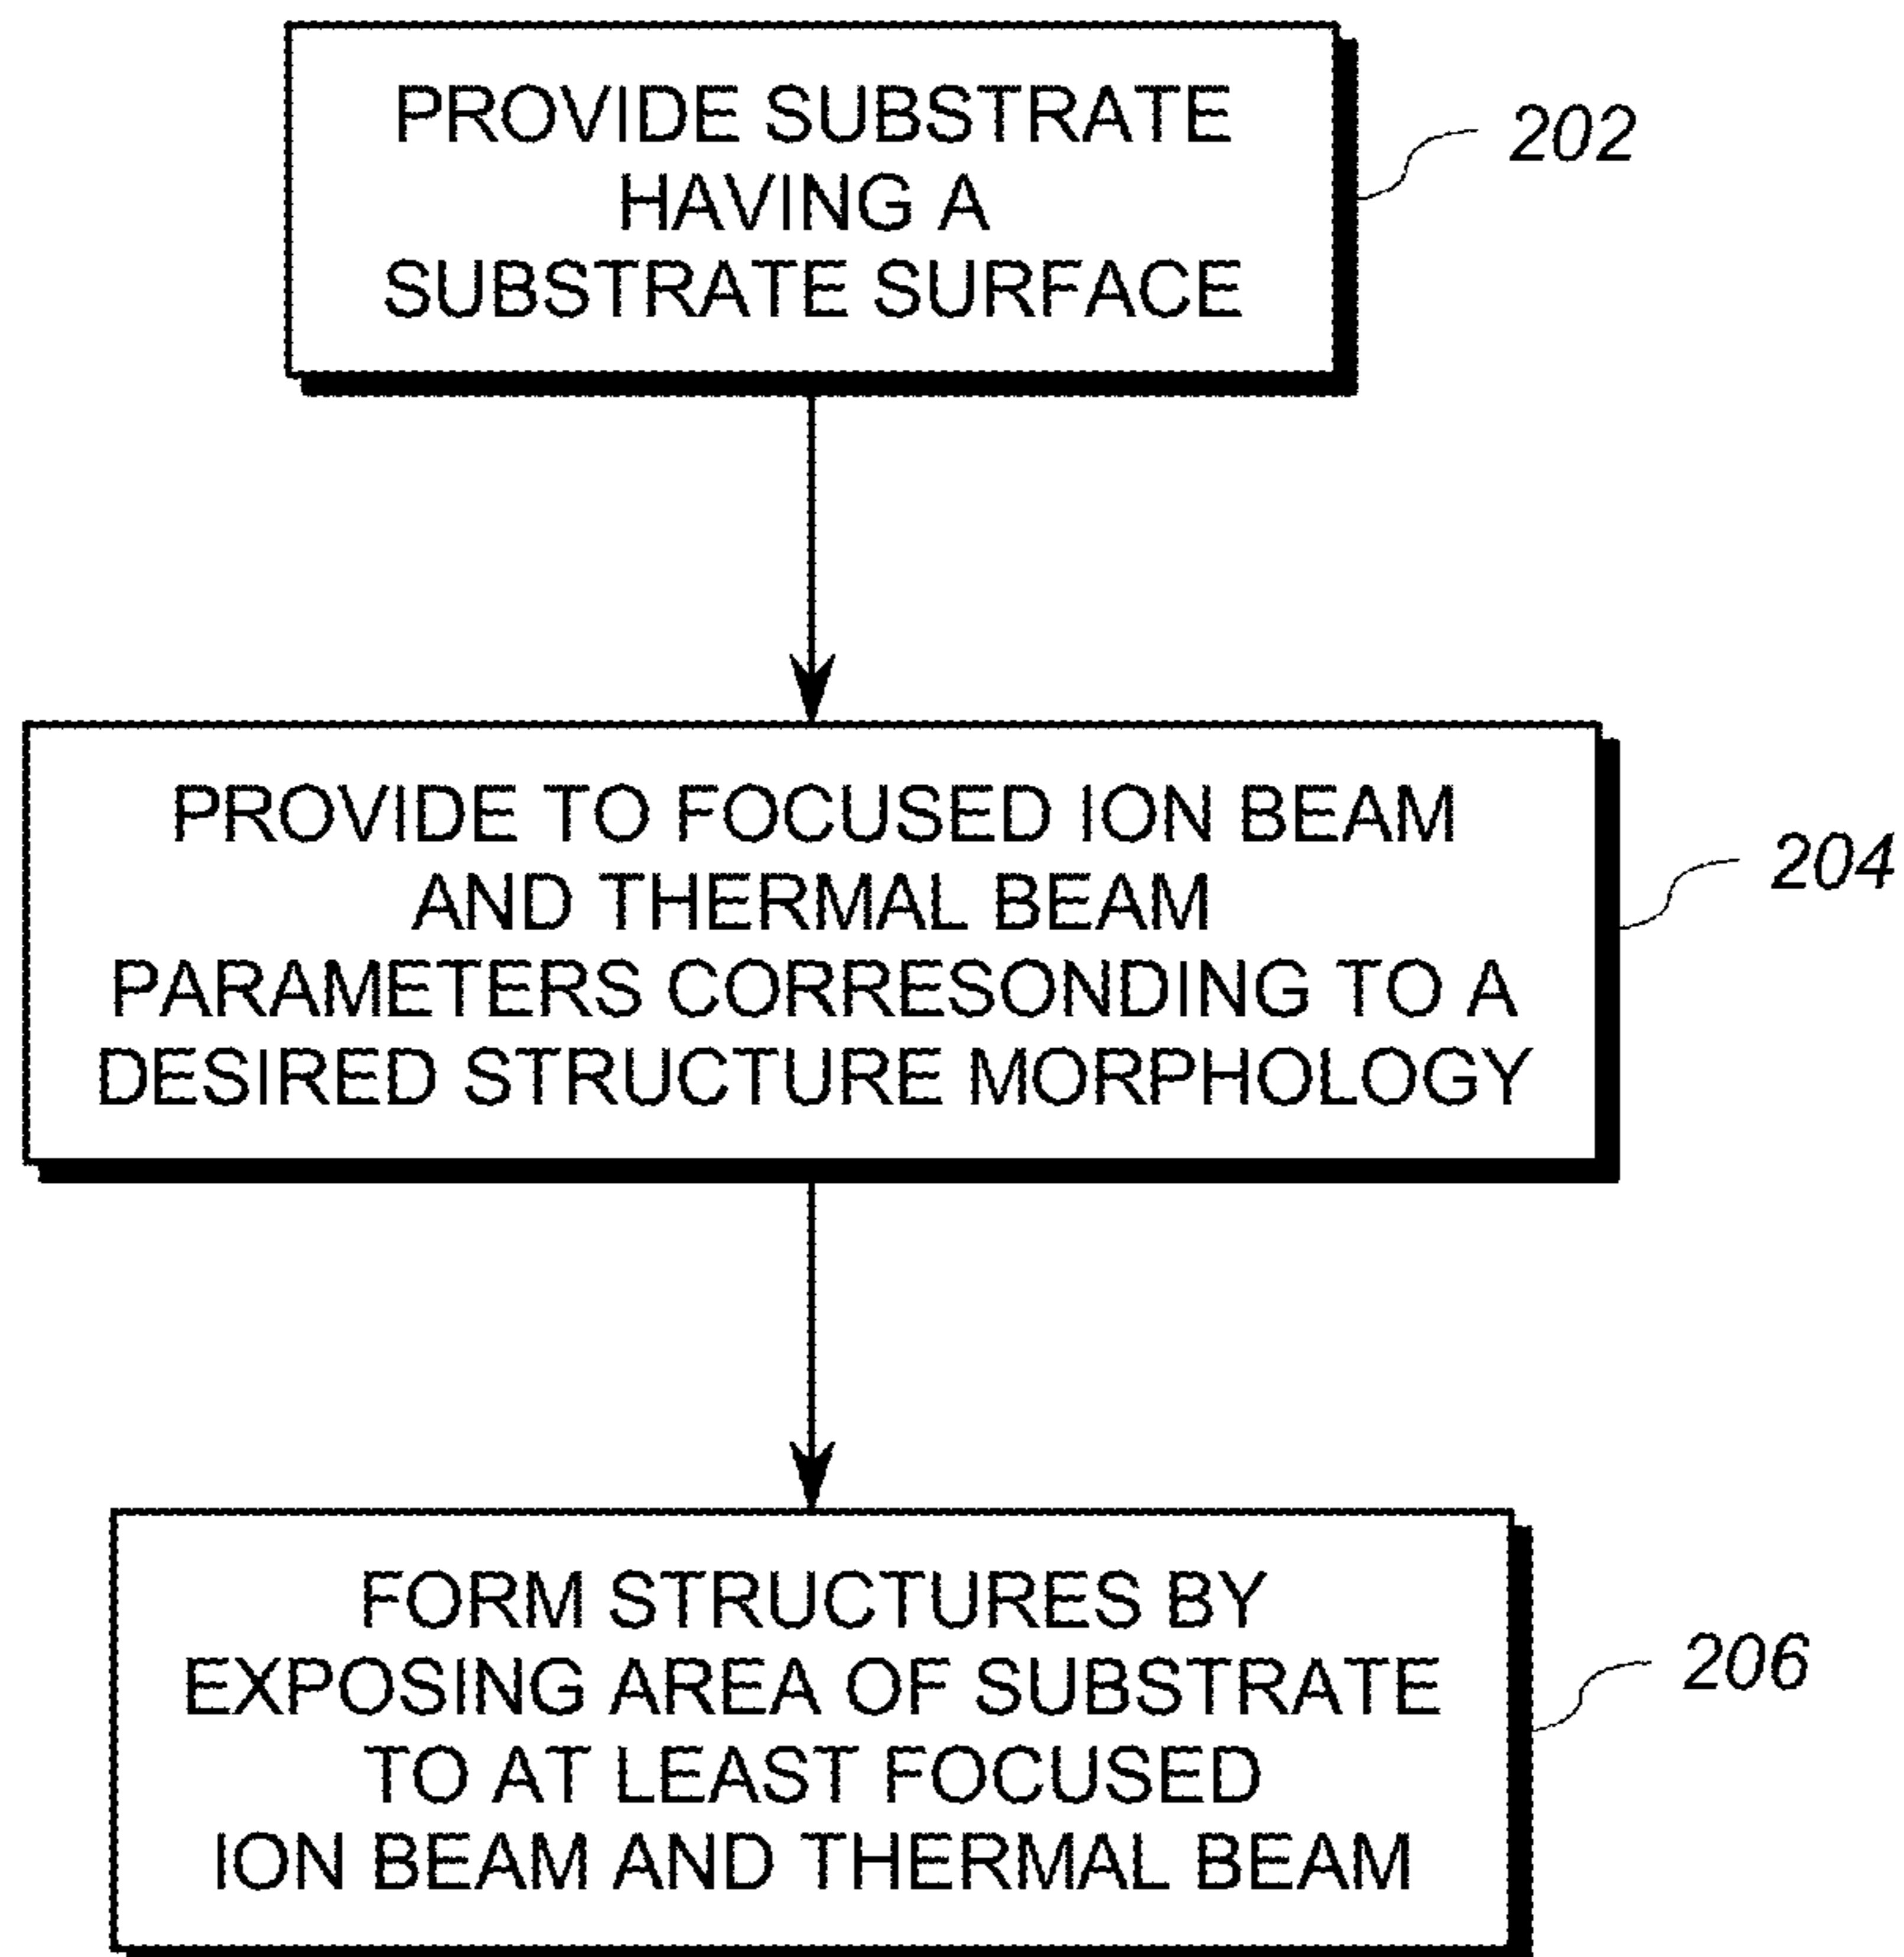 PROVIDE SUBSTRATE
HAVING A
SUBSTRATE SURFACE
202
PROVIDE TO FOCUSED ION BEAM
AND THERMAL BEAM
PARAMETERS CORRESONDING TO A
DESIRED STRUCTURE MORPHOLOGY
204
FORM STRUCTURES BY
EXPOSING AREA OF SUBSTRATE
TO AT LEAST FOCUSED
ION BEAM AND THERMAL BEAM
206